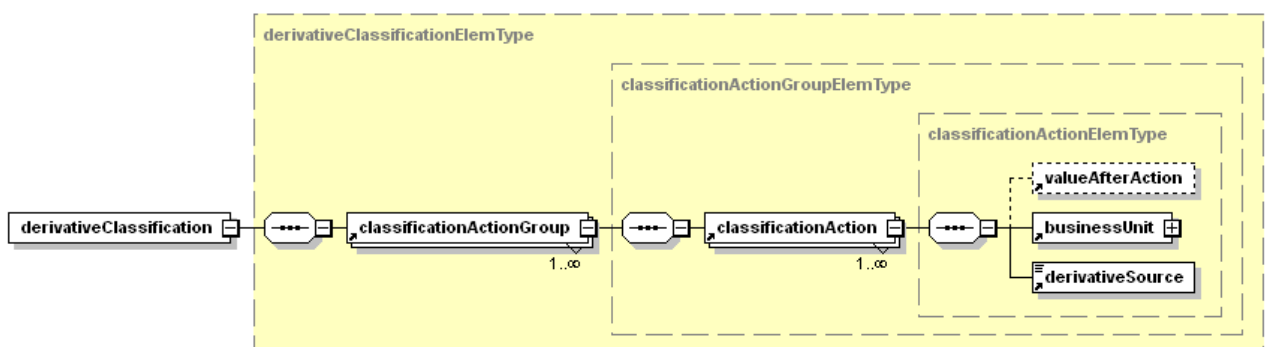 derivativeClassificationElemType
classificationActionGroupElemType
classificationActionElemType
valueAfterAction
derivativeClassification
classificationActionGroup
classificationAction
businessUnit
1..∞
1..∞
derivativeSource